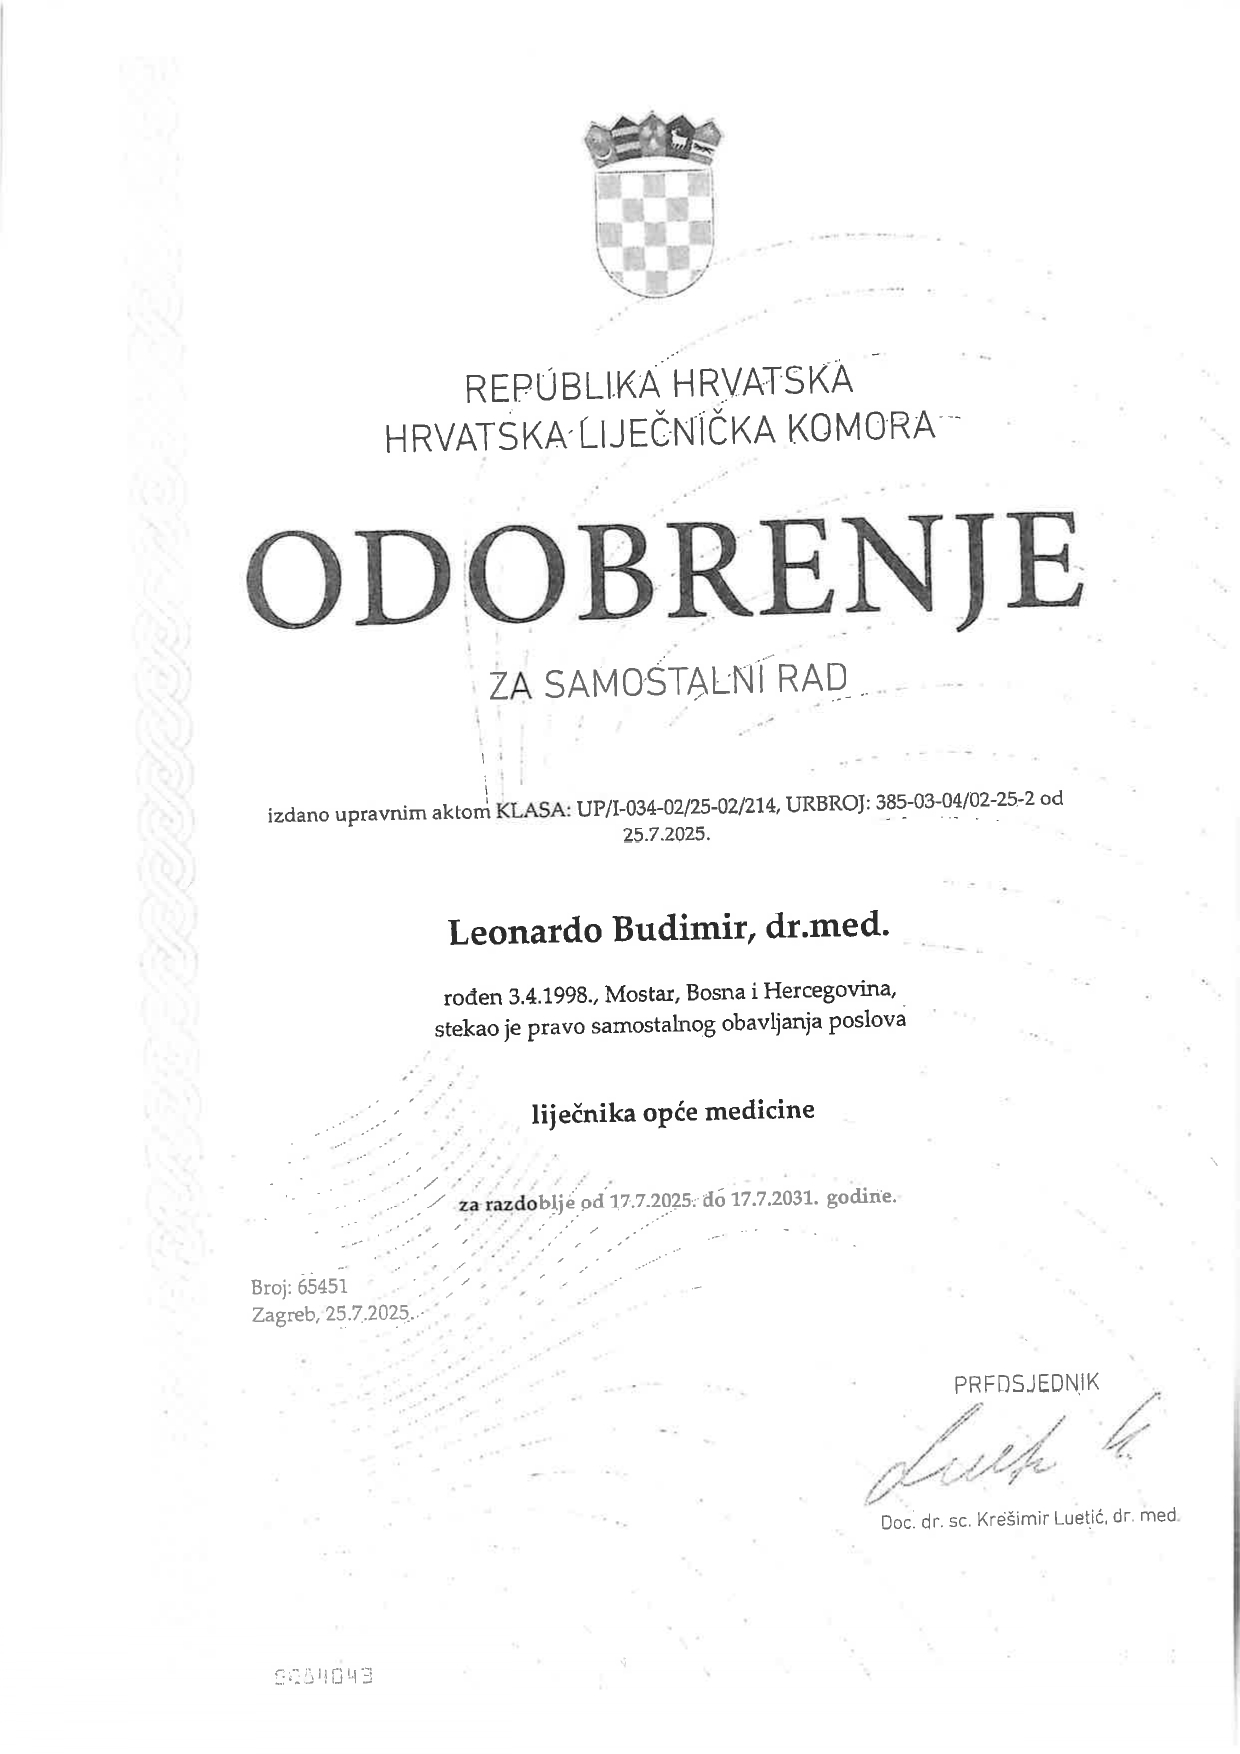 REPUBLIKA HRVATSKA
HRVATSKA LIJEČNIČKA KOMORA
ODOBRENJE
ZA SAMOSTALNI RAD
izdano upravnim aktom KLASA: UP/I-034-02/25-02/214, URBROJ: 385-03-04/02-25-2 od
25.7.2025.
Leonardo Budimir, dr.med.
rođen 3.4.1998., Mostar, Bosna i Hercegovina,
stekao je pravo samostalnog obavljanja poslova
liječnika opće medicine
za razdoblje od 17.7.2025. do 17.7.2031. godine.
Broj: 65451
Zagreb, 25.7.2025.
PREDSJEDNIK
Doc. dr. sc. Krešimir Luetić, dr. med.